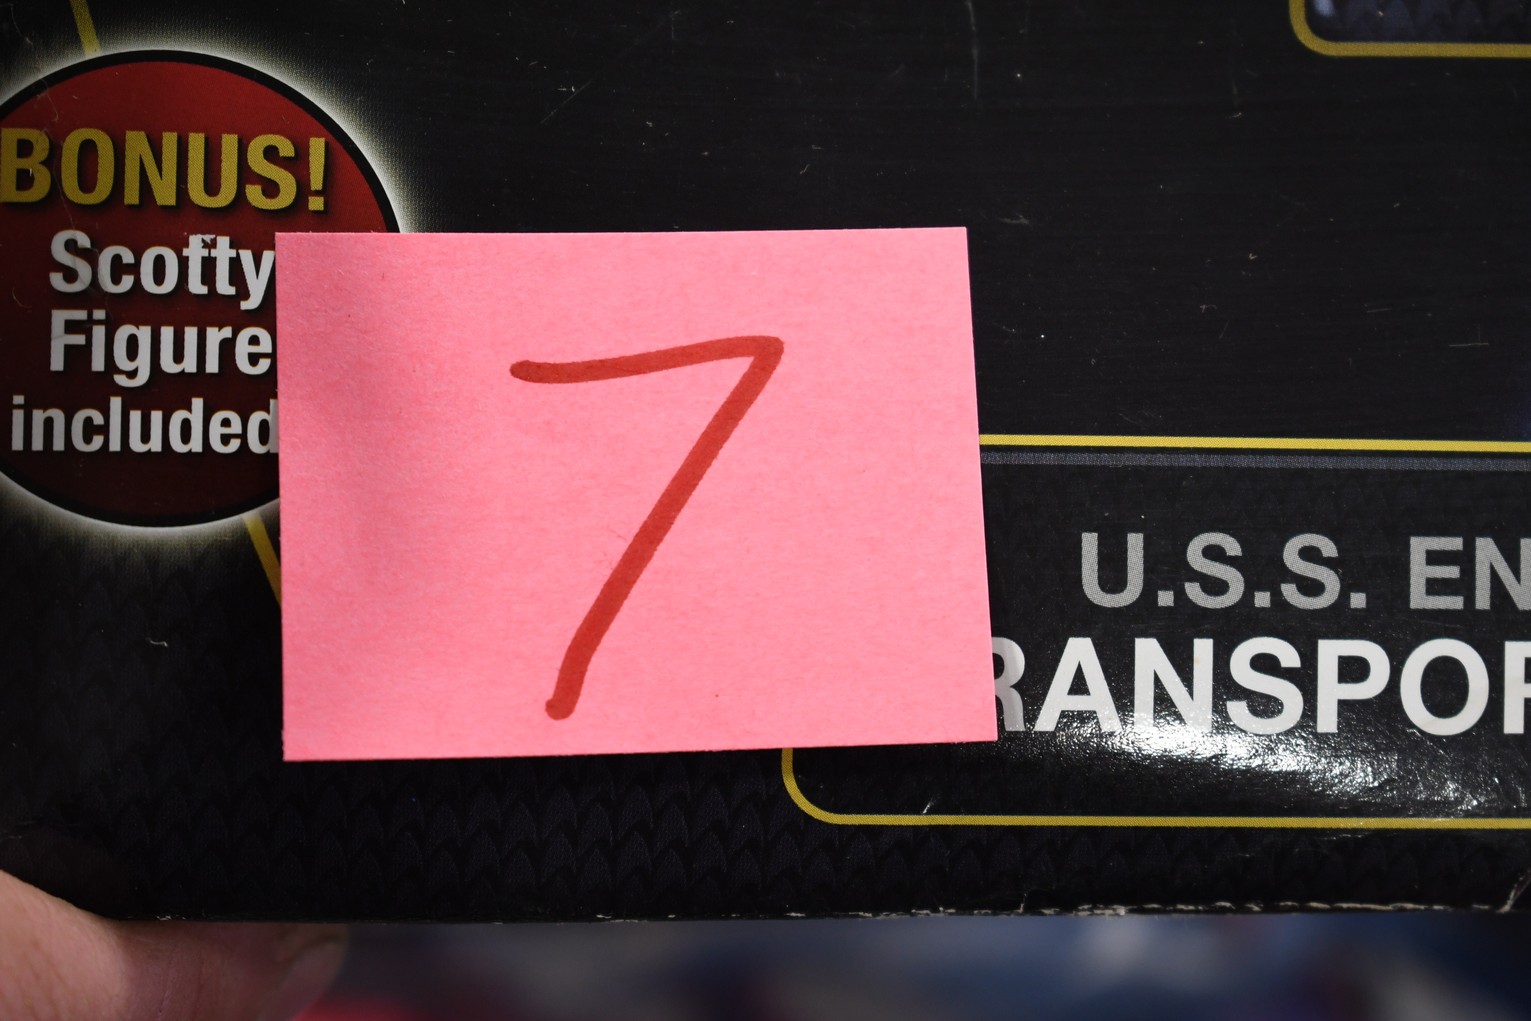 BONUS!
Scotty
Figure
included
7
U.S.S. EN
RANSPOR